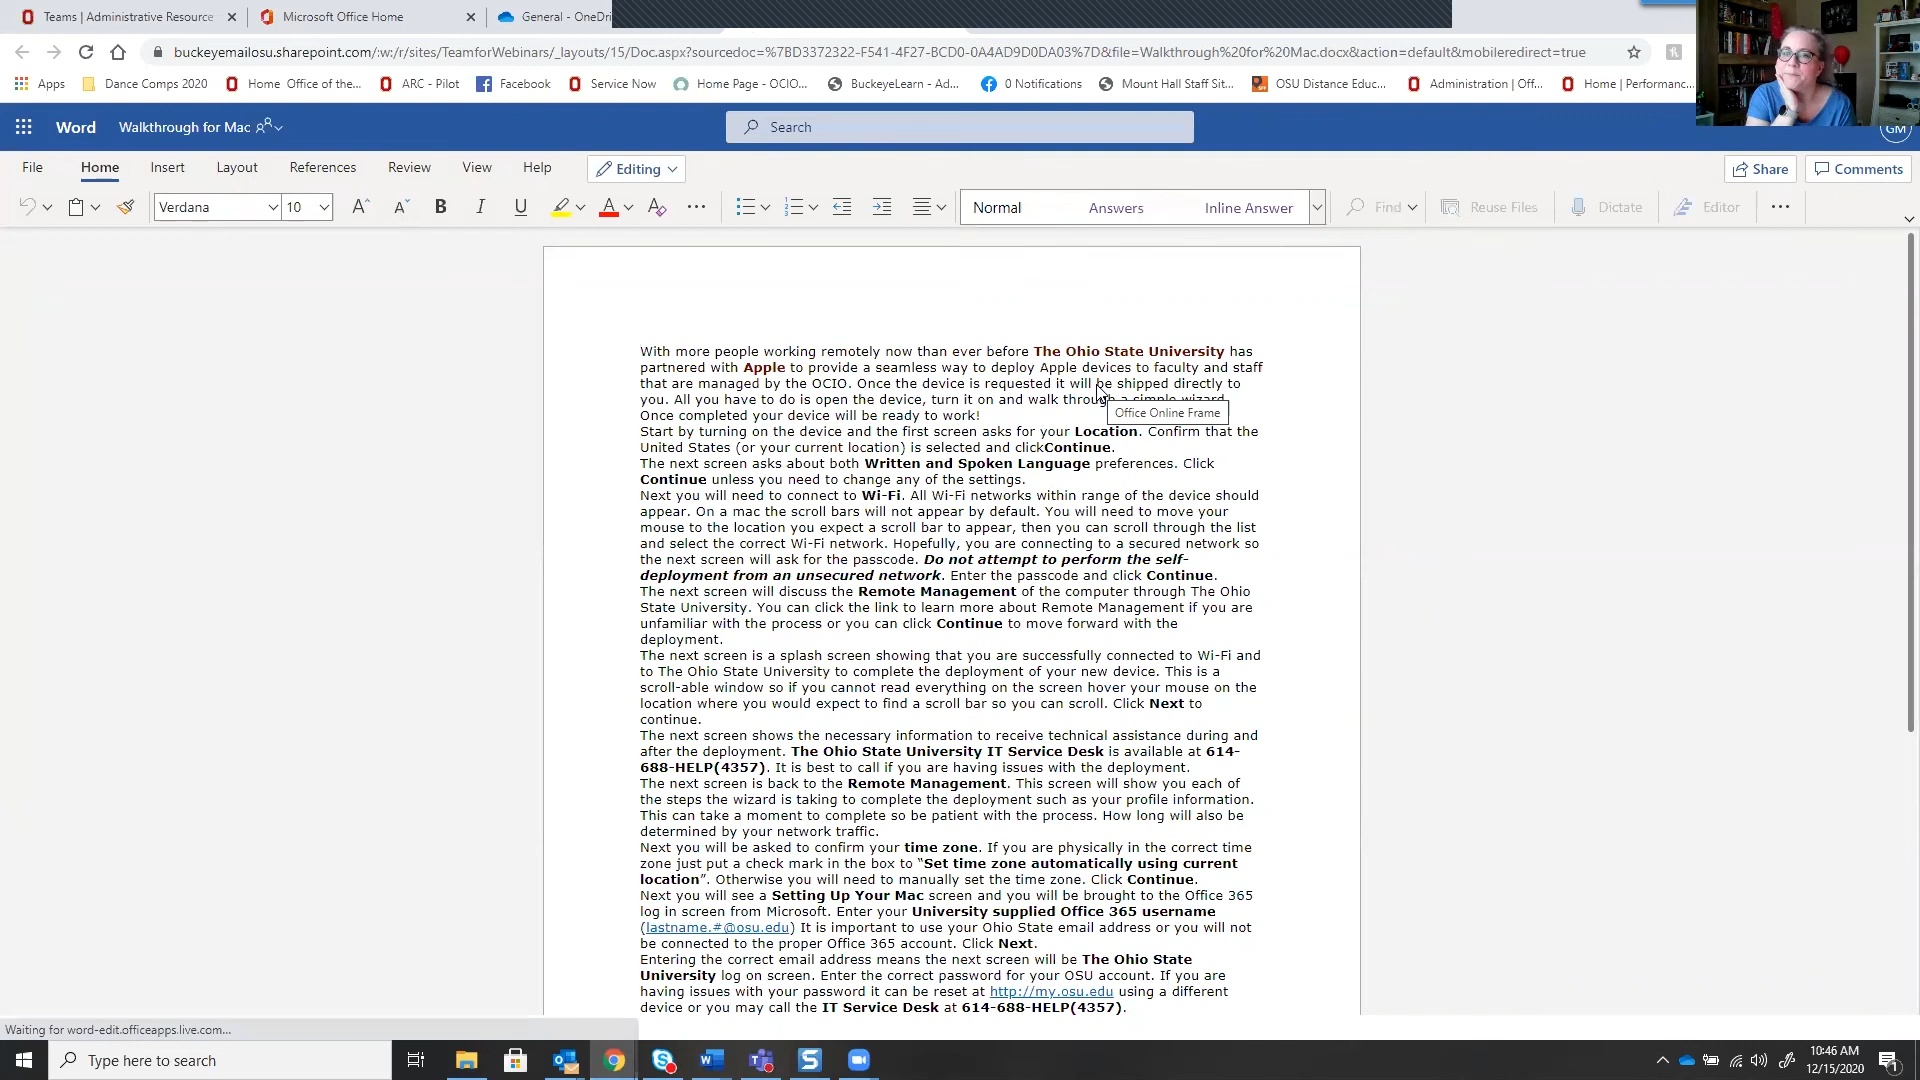 Teams | Administrative Resource
Microsoft Office Home
General - OneDri
buckeyemailosu.sharepoint.com/:w:/r/sites/TeamforWebinars/_layouts/15/Doc.aspx?sourcedoc=%7BD3372322-F541-4F27-BCD0-0A4AD9D0DA03%7D&file=Walkthrough%20for%20Mac.docx&action=default&mobileredirect=true
Apps Dance Comps 2020 Home Office of the... ARC - Pilot Facebook Service Now Home Page - OCIO... BuckeyeLearn - Ad... 0 Notifications Mount Hall Staff Sit... OSU Distance Educ... Administration | Off... Home | Performanc...
Word Walkthrough for Mac Search GM
File Home Insert Layout References Review View Help Editing Share Comments
Verdana 10 A A B I U A A Normal Answers Inline Answer Find Reuse Files Dictate Editor
With more people working remotely now than ever before The Ohio State University has
partnered with Apple to provide a seamless way to deploy Apple devices to faculty and staff
that are managed by the OCIO. Once the device is requested it will be shipped directly to
you. All you have to do is open the device, turn it on and walk through a simple wizard.
Office Online Frame
Once completed your device will be ready to work!
Start by turning on the device and the first screen asks for your Location. Confirm that the
United States (or your current location) is selected and clickContinue.
The next screen asks about both Written and Spoken Language preferences. Click
Continue unless you need to change any of the settings.
Next you will need to connect to Wi-Fi. All Wi-Fi networks within range of the device should
appear. On a mac the scroll bars will not appear by default. You will need to move your
mouse to the location you expect a scroll bar to appear, then you can scroll through the list
and select the correct Wi-Fi network. Hopefully, you are connecting to a secured network so
the next screen will ask for the passcode. Do not attempt to perform the self-
deployment from an unsecured network. Enter the passcode and click Continue.
The next screen will discuss the Remote Management of the computer through The Ohio
State University. You can click the link to learn more about Remote Management if you are
unfamiliar with the process or you can click Continue to move forward with the
deployment.
The next screen is a splash screen showing that you are successfully connected to Wi-Fi and
to The Ohio State University to complete the deployment of your new device. This is a
scroll-able window so if you cannot read everything on the screen hover your mouse on the
location where you would expect to find a scroll bar so you can scroll. Click Next to
continue.
The next screen shows the necessary information to receive technical assistance during and
after the deployment. The Ohio State University IT Service Desk is available at 614-
688-HELP(4357). It is best to call if you are having issues with the deployment.
The next screen is back to the Remote Management. This screen will show you each of
the steps the wizard is taking to complete the deployment such as your profile information.
This can take a moment to complete so be patient with the process. How long will also be
determined by your network traffic.
Next you will be asked to confirm your time zone. If you are physically in the correct time
zone just put a check mark in the box to “Set time zone automatically using current
location”. Otherwise you will need to manually set the time zone. Click Continue.
Next you will see a Setting Up Your Mac screen and you will be brought to the Office 365
log in screen from Microsoft. Enter your University supplied Office 365 username
(lastname.#@osu.edu) It is important to use your Ohio State email address or you will not
be connected to the proper Office 365 account. Click Next.
Entering the correct email address means the next screen will be The Ohio State
University log on screen. Enter the correct password for your OSU account. If you are
having issues with your password it can be reset at http://my.osu.edu using a different
device or you may call the IT Service Desk at 614-688-HELP(4357).
Waiting for word-edit.officeapps.live.com...
Type here to search
10:46 AM
12/15/2020
1